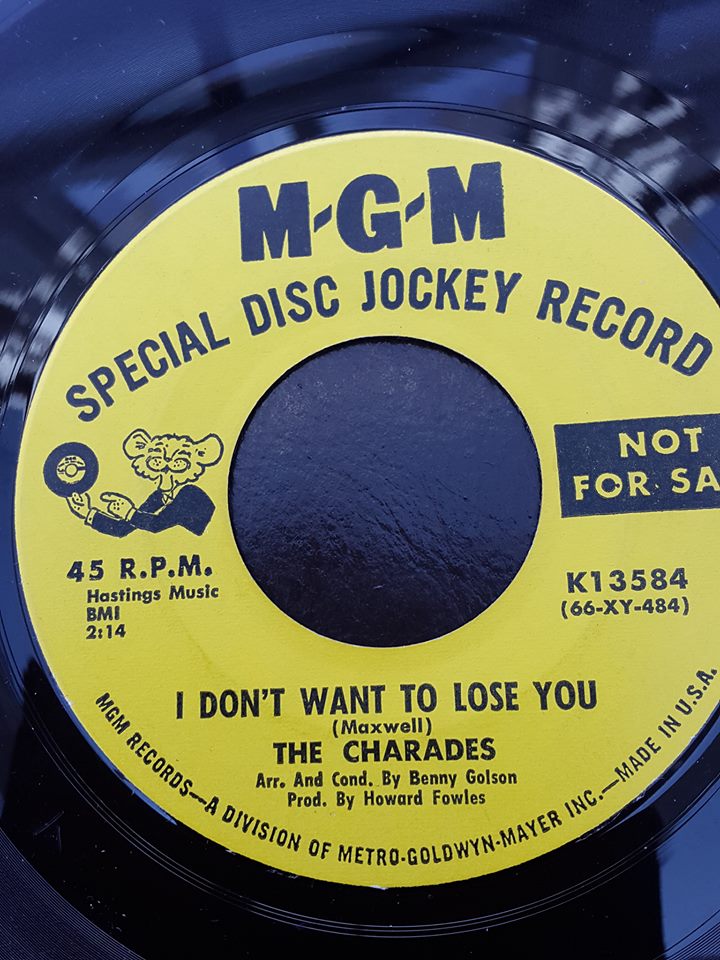 M-G-M
SPECIAL DISC JOCKEY RECORD
NOT
FOR SA
45 R.P.M.
Hastings Music
BMI
2:14
K13584
(66-XY-484)
I DON'T WANT TO LOSE YOU
(Maxwell)
THE CHARADES
Arr. And Cond. By Benny Golson
Prod. By Howard Fowles
MGM RECORDS—A DIVISION OF METRO-GOLDWYN-MAYER INC.—MADE IN U.S.A.